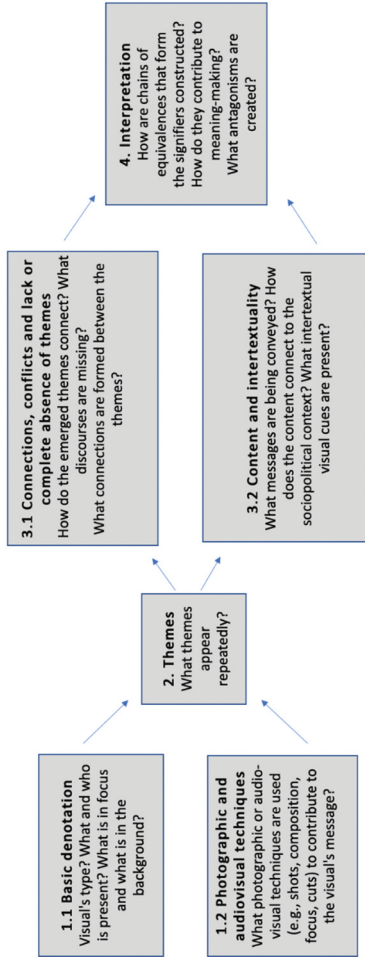 1.1 Basic denotation
Visual's type? What and who
is present? What is in focus
and what is in the
background?
1.2 Photographic and
audiovisual techniques
What photographic or audio-
visual techniques are used
(e.g., shots, composition,
focus, cuts) to contribute to
the visual's message?
2. Themes
What themes
appear
repeatedly?
3.1 Connections, conflicts and lack or
complete absence of themes
How do the emerged themes connect? What
discourses are missing?
What connections are formed between the
themes?
3.2 Content and intertextuality
What messages are being conveyed? How
does the content connect to the
sociopolitical context? What intertextual
visual cues are present?
4. Interpretation
How are chains of
equivalences that form
the signifiers constructed?
How do they contribute to
meaning-making?
What antagonisms are
created?